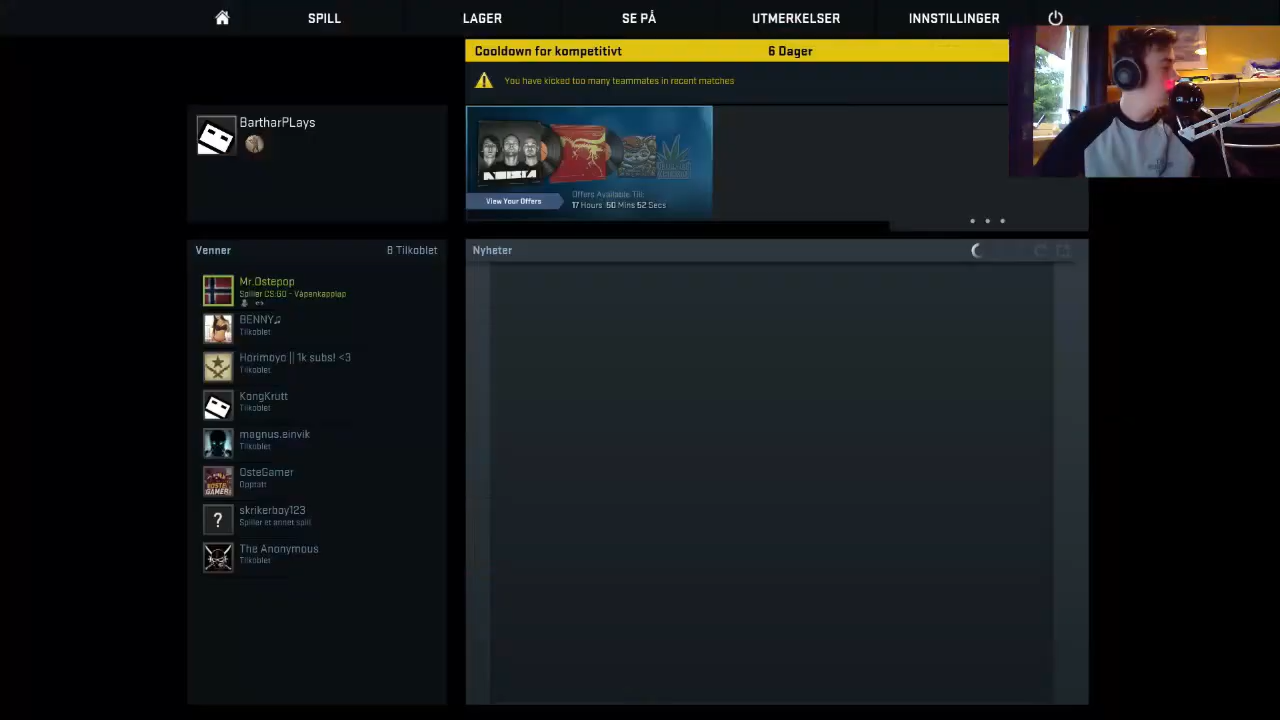 SPILL
LAGER
SE PÅ
UTMERKELSER
INNSTILLINGER
Cooldown for kompetitivt
6 Dager
You have kicked too many teammates in recent matches
BartharPLays
NOISIA
View Your Offers
Offers Available Till:
17 Hours 50 Mins 52 Secs
Venner
8 Tilkoblet
Nyheter
Mr.Ostepop
Spiller CS:GO - Våpenkappløp
BENNY♫
Tilkoblet
Horimoyo || 1k subs! <3
Tilkoblet
KongKrutt
Tilkoblet
magnus.einvik
Tilkoblet
OsteGamer
Opptatt
skrikerboy123
Spiller et annet spill
The Anonymous
Tilkoblet